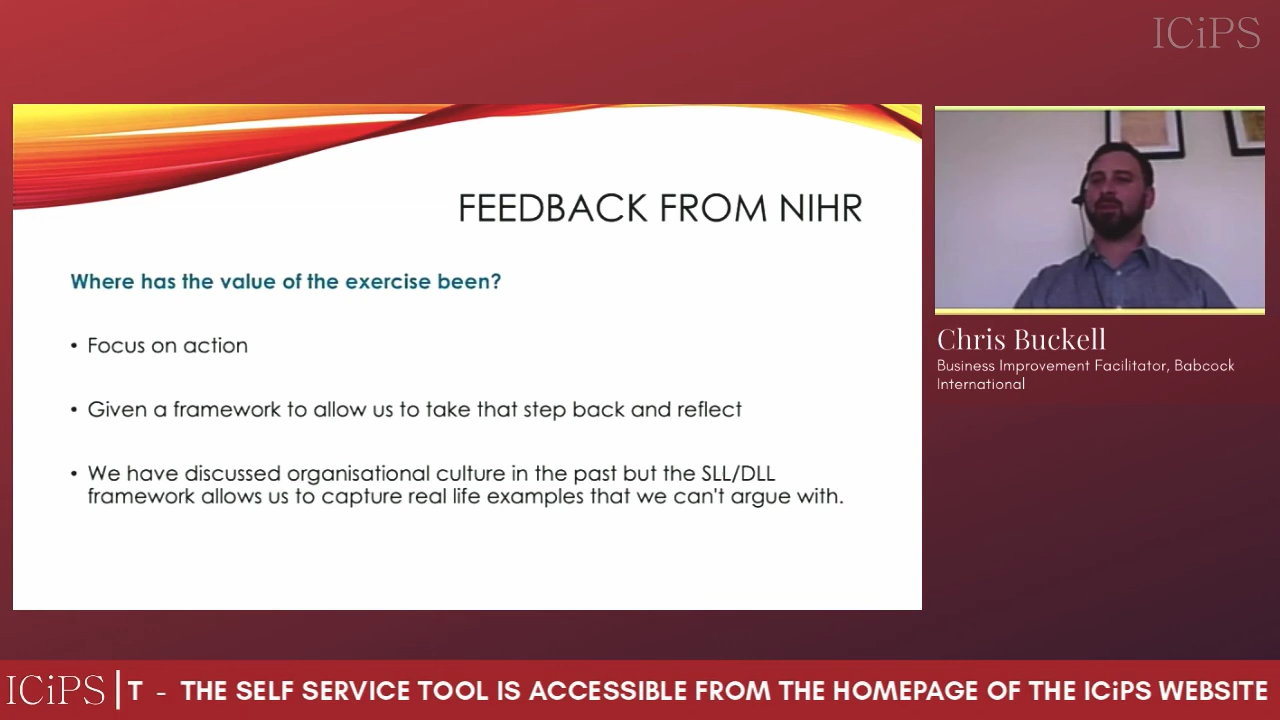 ICiPS
FEEDBACK FROM NIHR
Where has the value of the exercise been?
• Focus on action
• Given a framework to allow us to take that step back and reflect
• We have discussed organisational culture in the past but the SLL/DLL
framework allows us to capture real life examples that we can't argue with.
Chris Buckell
Business Improvement Facilitator, Babcock
International
ICiPS | T - THE SELF SERVICE TOOL IS ACCESSIBLE FROM THE HOMEPAGE OF THE ICiPS WEBSITE